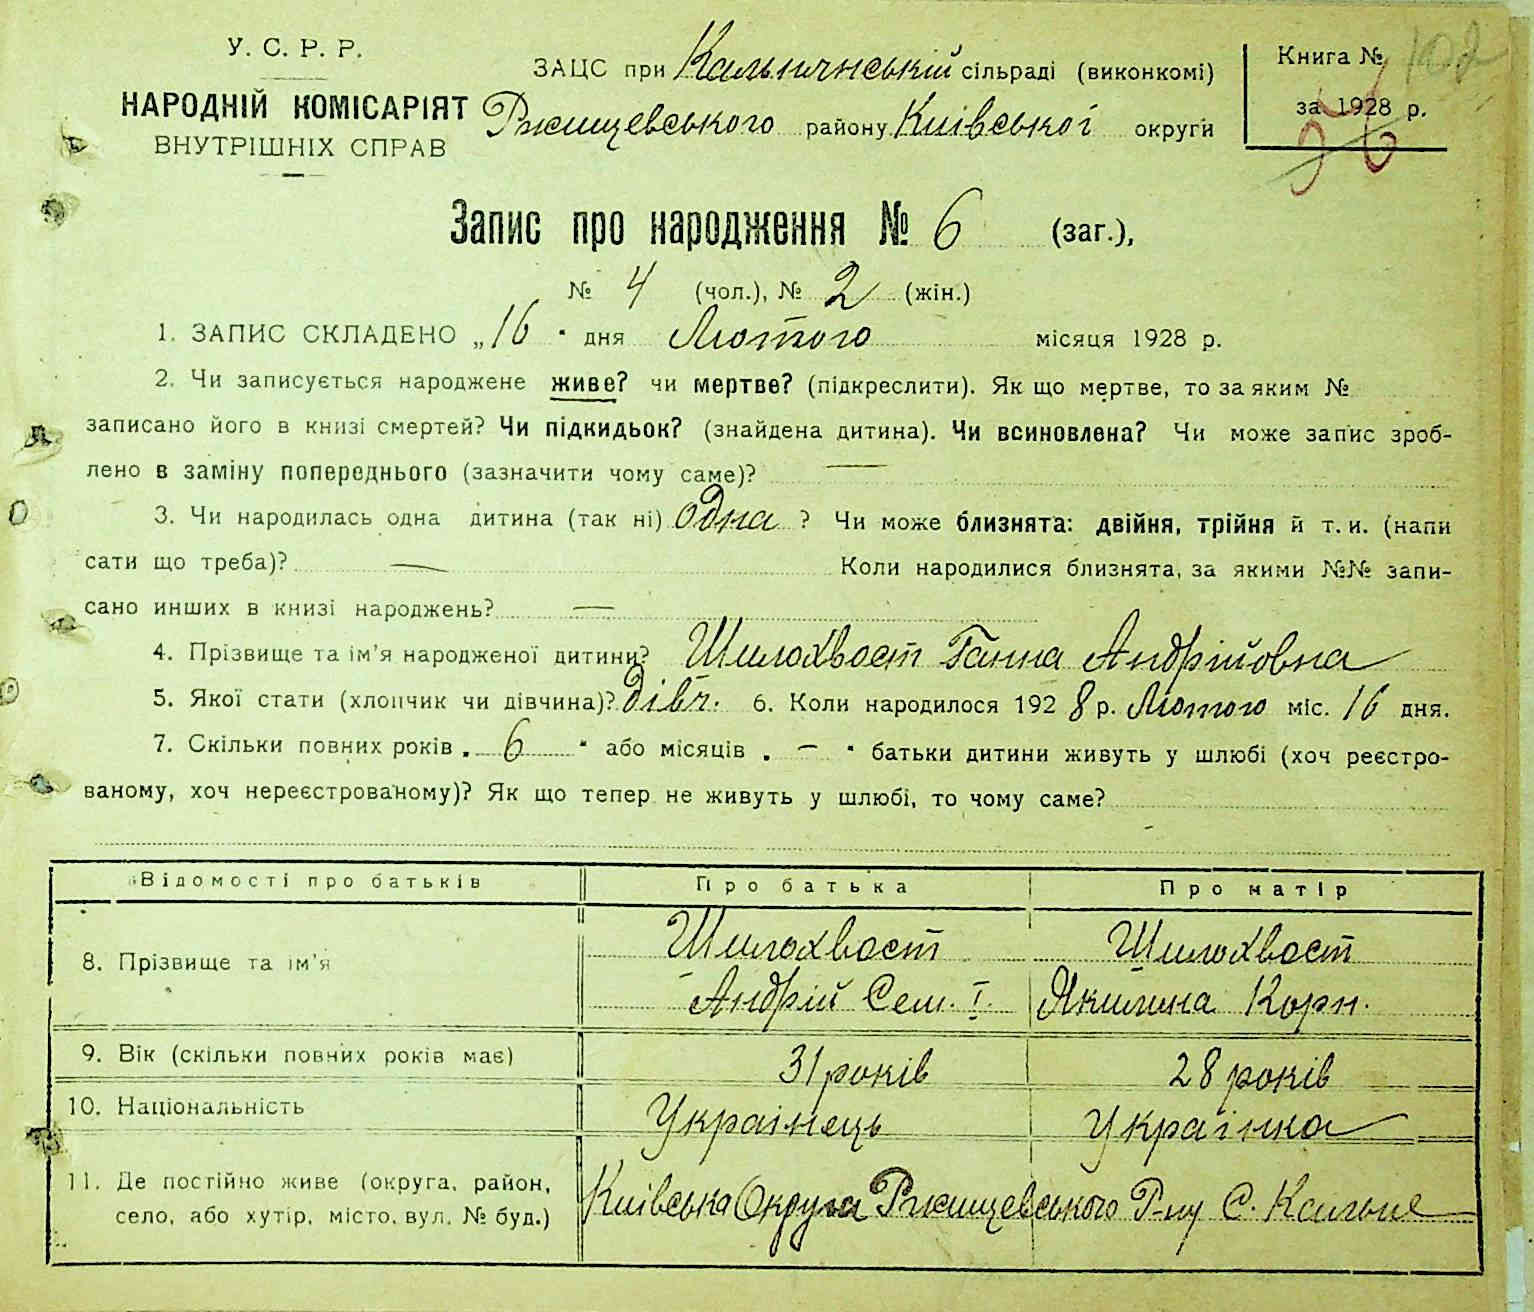 У. С. Р. Р.
НАРОДНІЙ КОМІСАРІЯТ
ВНУТРІШНІХ СПРАВ
ЗАЦС при Кальничнській сільраді (виконкомі)
Ржищевського району Київської округи
Книга №
102
за 1928 р.
Запис про народження № 6 (заг.),
№ 4 (чол.), № 2 (жін.)
1. ЗАПИС СКЛАДЕНО „16" дня Лютого місяця 1928 р.
2. Чи записується народжене живе? чи мертве? (підкреслити). Як що мертве, то за яким №
записано його в книзі смертей? Чи підкидьок? (знайдена дитина). Чи всиновлена? Чи може запис зроб-
лено в заміну попереднього (зазначити чому саме)? —
3. Чи народилась одна дитина (так ні) одна ? Чи може близнята: двійня, трійня й т. и. (напи
сати що треба)? — Коли народилися близнята, за якими №№ запи-
сано инших в книзі народжень? —
4. Прізвище та ім'я народженої дитини? Шилохвост Ганна Андрійовна
5. Якої стати (хлопчик чи дівчина)? дівч. 6. Коли народилося 1928 р. Лютого міс. 16 дня.
7. Скільки повних років „ 6 " або місяців „ — " батьки дитини живуть у шлюбі (хоч реєстро-
ваному, хоч нереєстрованому)? Як що тепер не живуть у шлюбі, то чому саме?
Відомості про батьків Про батька Про матір
8. Прізвище та ім'я
Шилохвост Шилохвост
Андрій Сем. І. Якилина Корн.
9. Вік (скільки повних років має) 31 років 28 років
10. Національність Українець Українка
11. Де постійно живе (округа, район,
село, або хутір, місто, вул. № буд.)
Київська Округа Ржищевського Р-ну С. Кальне